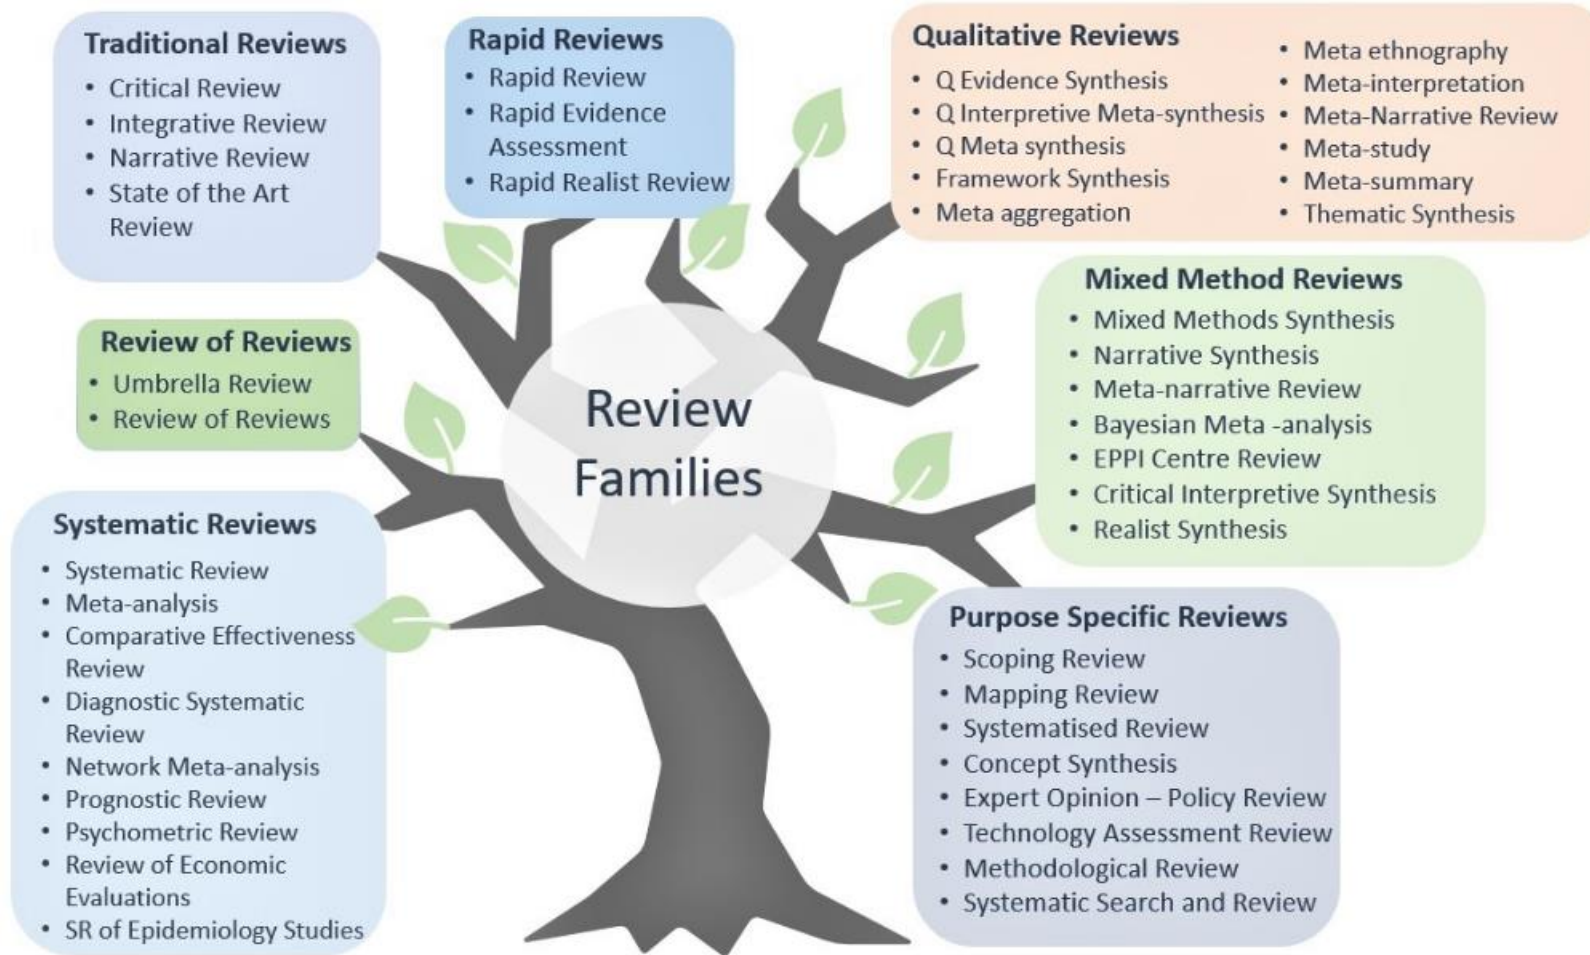 Traditional Reviews
• Critical Review
• Integrative Review
• Narrative Review
• State of the Art
Review
Rapid Reviews
• Rapid Review
• Rapid Evidence
Assessment
• Rapid Realist Review
Qualitative Reviews
• Q Evidence Synthesis
• Q Interpretive Meta-synthesis
• Q Meta synthesis
• Framework Synthesis
• Meta aggregation
• Meta ethnography
• Meta-interpretation
• Meta-Narrative Review
• Meta-study
• Meta-summary
• Thematic Synthesis
Review of Reviews
• Umbrella Review
• Review of Reviews
Review
Families
Mixed Method Reviews
• Mixed Methods Synthesis
• Narrative Synthesis
• Meta-narrative Review
• Bayesian Meta -analysis
• EPPI Centre Review
• Critical Interpretive Synthesis
• Realist Synthesis
Systematic Reviews
• Systematic Review
• Meta-analysis
• Comparative Effectiveness
Review
• Diagnostic Systematic
Review
• Network Meta-analysis
• Prognostic Review
• Psychometric Review
• Review of Economic
Evaluations
• SR of Epidemiology Studies
Purpose Specific Reviews
• Scoping Review
• Mapping Review
• Systematised Review
• Concept Synthesis
• Expert Opinion – Policy Review
• Technology Assessment Review
• Methodological Review
• Systematic Search and Review